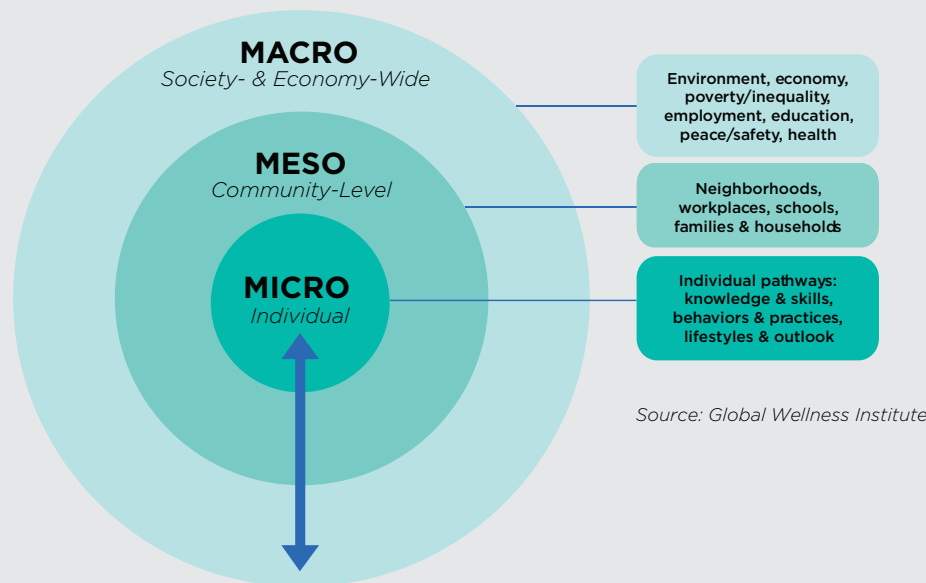 MACRO
Society- & Economy-Wide
Environment, economy,
poverty/inequality,
employment, education,
peace/safety, health
MESO
Community-Level
Neighborhoods,
workplaces, schools,
families & households
MICRO
Individual
Individual pathways:
knowledge & skills,
behaviors & practices,
lifestyles & outlook
Source: Global Wellness Institute